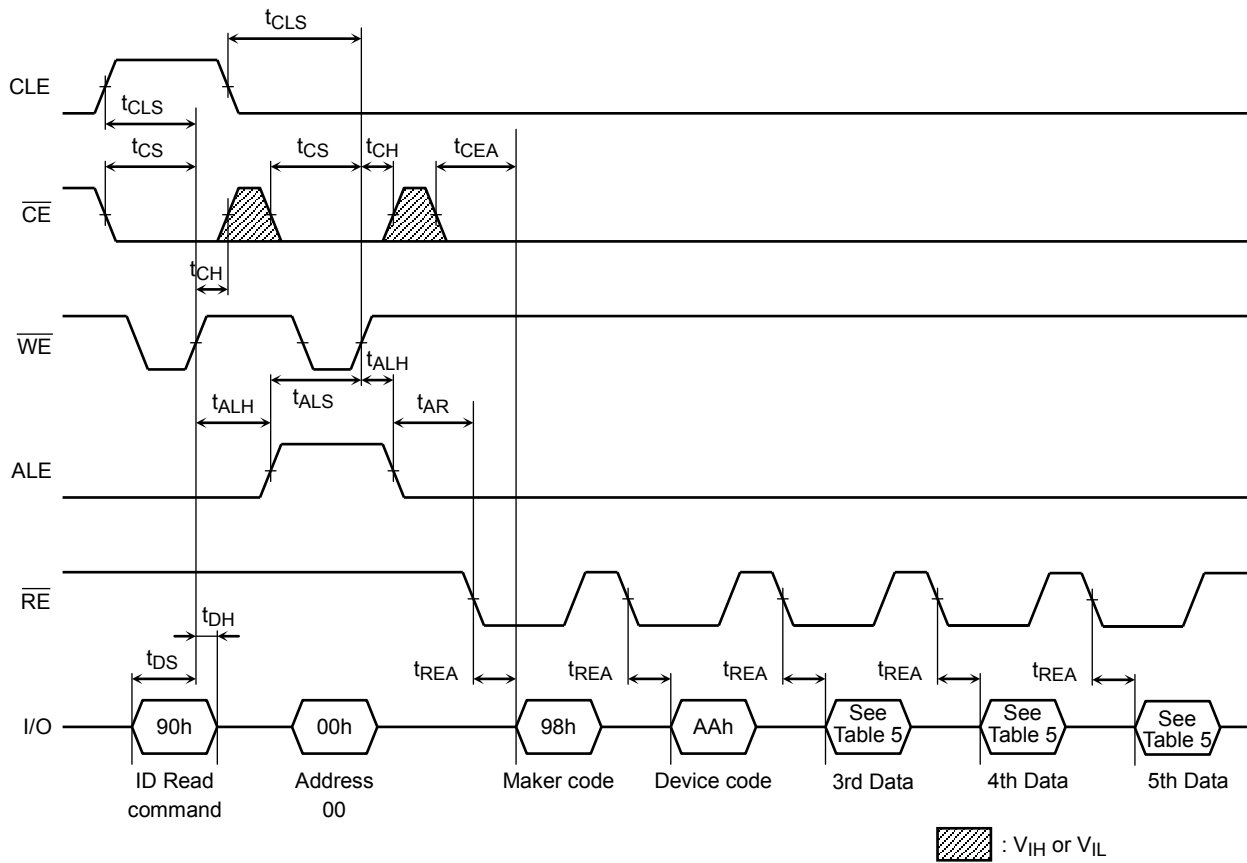 tCLS
CLE
tCLS
tCS tCS tCH tCEA
CE
tCH
WE
tALH
tALH tALS tAR
ALE
RE
tDH
tDS tREA tREA tREA tREA tREA
I/O 90h 00h 98h AAh See Table 5 See Table 5 See Table 5
ID Read command
Address 00
Maker code
Device code
3rd Data
4th Data
5th Data
: VIH or VIL